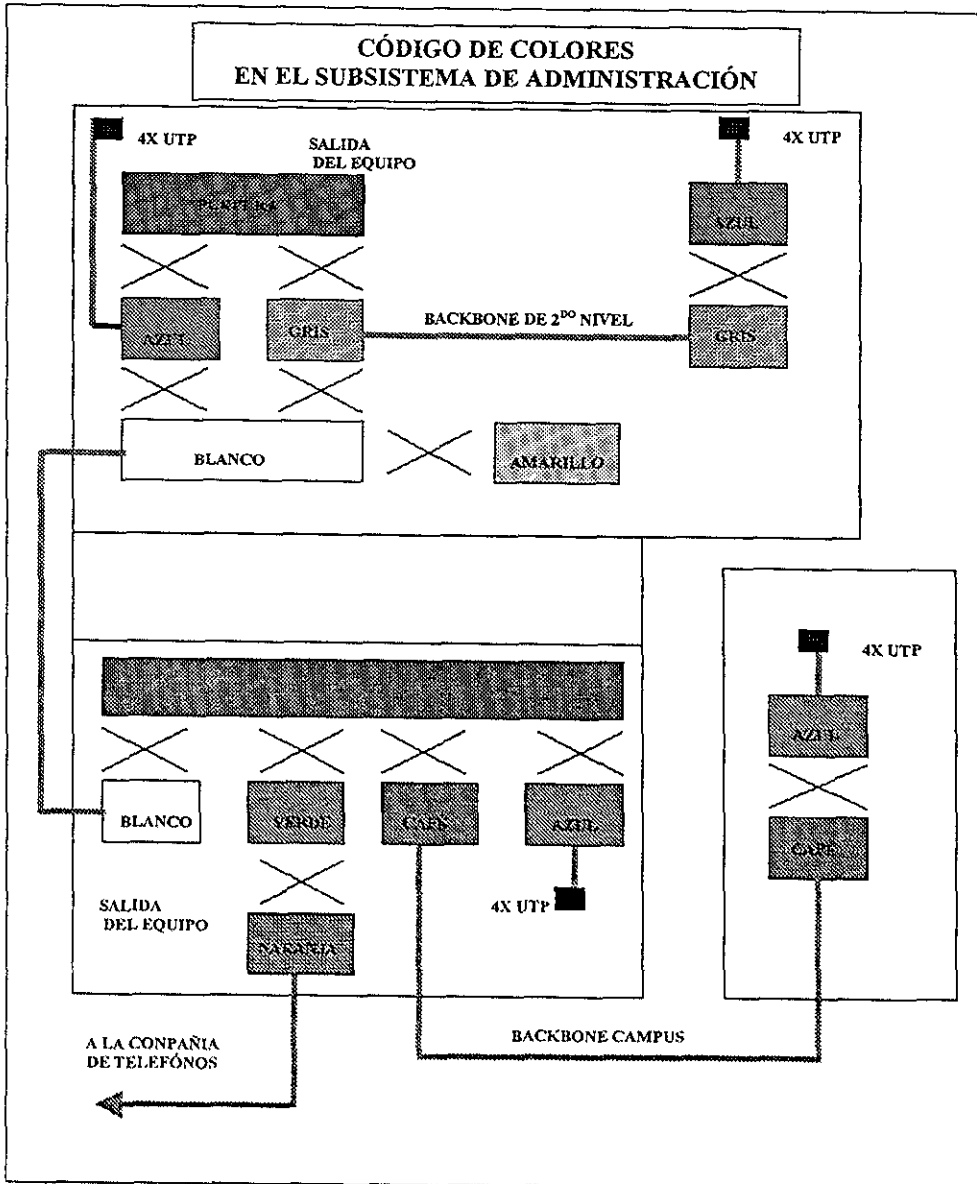 CÓDIGO DE COLORES
EN EL SUBSISTEMA DE ADMINISTRACIÓN
4X UTP
SALIDA
DEL EQUIPO
4X UTP
AZUL
AZUL
GRIS
BACKBONE DE 2DO NIVEL
GRIS
BLANCO
AMARILLO
4X UTP
AZUL
BLANCO
VERDE
CAFE
AZUL
CAFE
SALIDA
DEL EQUIPO
4X UTP
NARANJA
A LA CONPAÑIA
DE TELEFÓNOS
BACKBONE CAMPUS